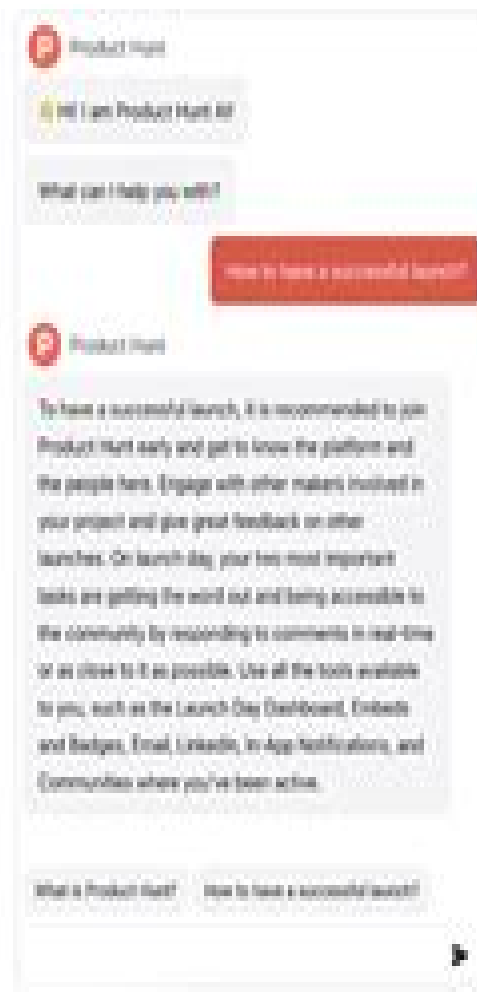 P Product Hunt
Hi! I am Product Hunt AI!
What can I help you with?
How to have a successful launch?
P Product Hunt
To have a successful launch, it is recommended to join
Product Hunt early and get to know the platform and
the people here. Engage with other makers involved in
your project and give great feedback on other
launches. On launch day, your two most important
tasks are getting the word out and being accessible to
the community by responding to comments in real-time
or as close to it as possible. Use all the tools available
to you, such as the Launch Day Dashboard, Embeds
and Badges, Email, LinkedIn, In-App Notifications, and
Communities where you've been active.
What is Product Hunt? How to have a successful launch?